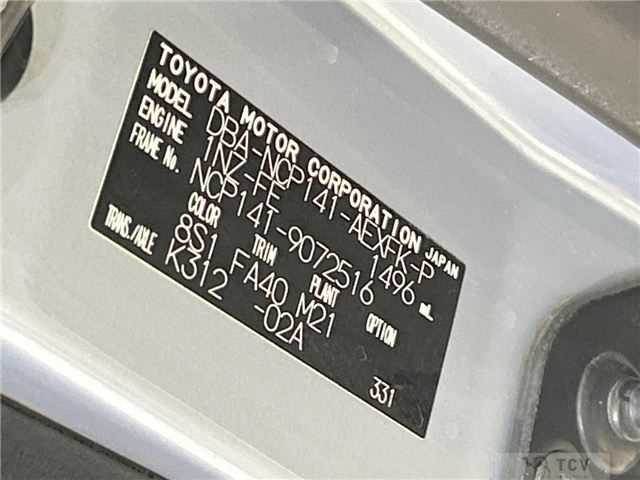 TOYOTA MOTOR CORPORATION JAPAN
MODEL DBA-NCP141-AEXFK-P
ENGINE 1NZ-FE 1496 mL
FRAME No. NCP141-9072516
COLOR TRIM PLANT OPTION
8S1 FA40 M21
TRANS./AXLE K312 -02A
331
TCV